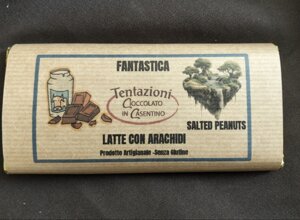 FANTASTICA
Tentazioni
CIOCCOLATO
IN CASENTINO
SALTED PEANUTS
LATTE CON ARACHIDI
Prodotto Artigianale -Senza Glutine